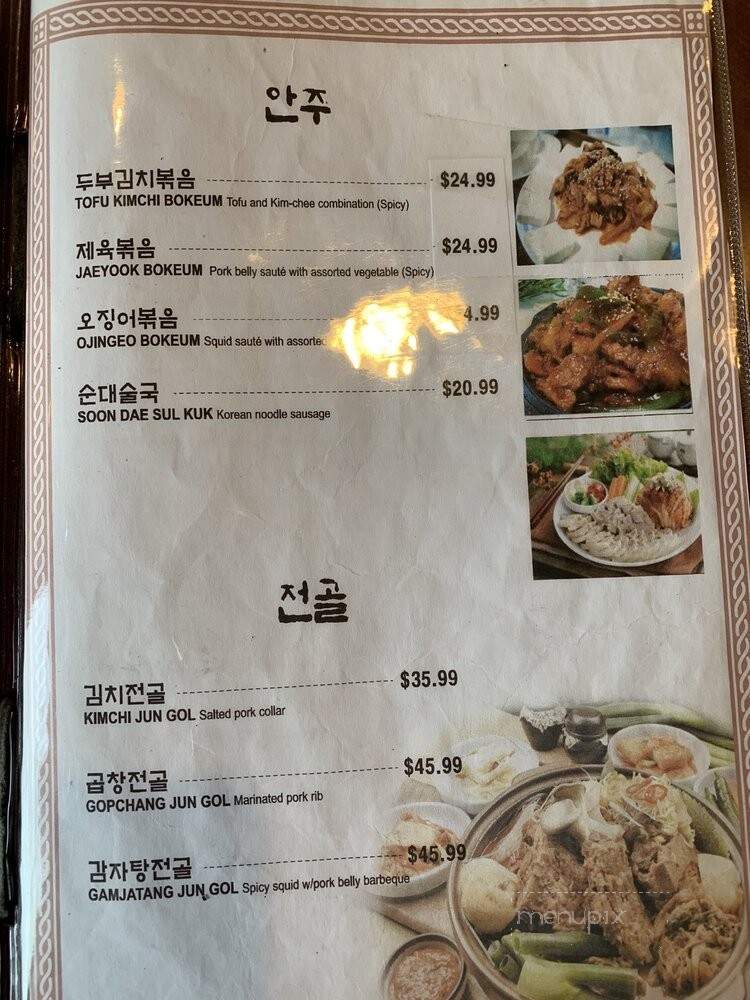 안주
두부김치볶음 $24.99
TOFU KIMCHI BOKEUM Tofu and Kim-chee combination (Spicy)
제육볶음 $24.99
JAEYOOK BOKEUM Pork belly sauté with assorted vegetable (Spicy)
오징어볶음 4.99
OJINGEO BOKEUM Squid sauté with assorted
순대술국 $20.99
SOON DAE SUL KUK Korean noodle sausage
전골
김치전골 $35.99
KIMCHI JUN GOL Salted pork collar
곱창전골 $45.99
GOPCHANG JUN GOL Marinated pork rib
감자탕전골 $45.99
GAMJATANG JUN GOL Spicy squid w/pork belly barbeque
menupix